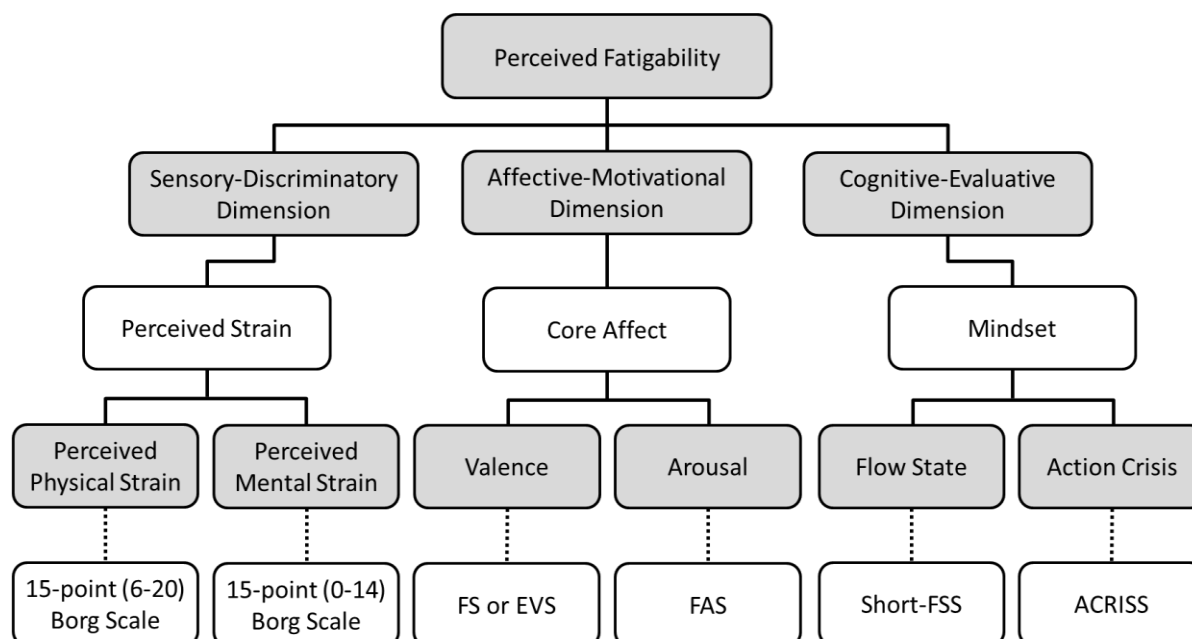 Perceived Fatigability
Sensory-Discriminatory
Dimension
Affective-Motivational
Dimension
Cognitive-Evaluative
Dimension
Perceived Strain
Core Affect
Mindset
Perceived
Physical Strain
Perceived
Mental Strain
Valence
Arousal
Flow State
Action Crisis
15-point (6-20)
Borg Scale
15-point (0-14)
Borg Scale
FS or EVS
FAS
Short-FSS
ACRISS